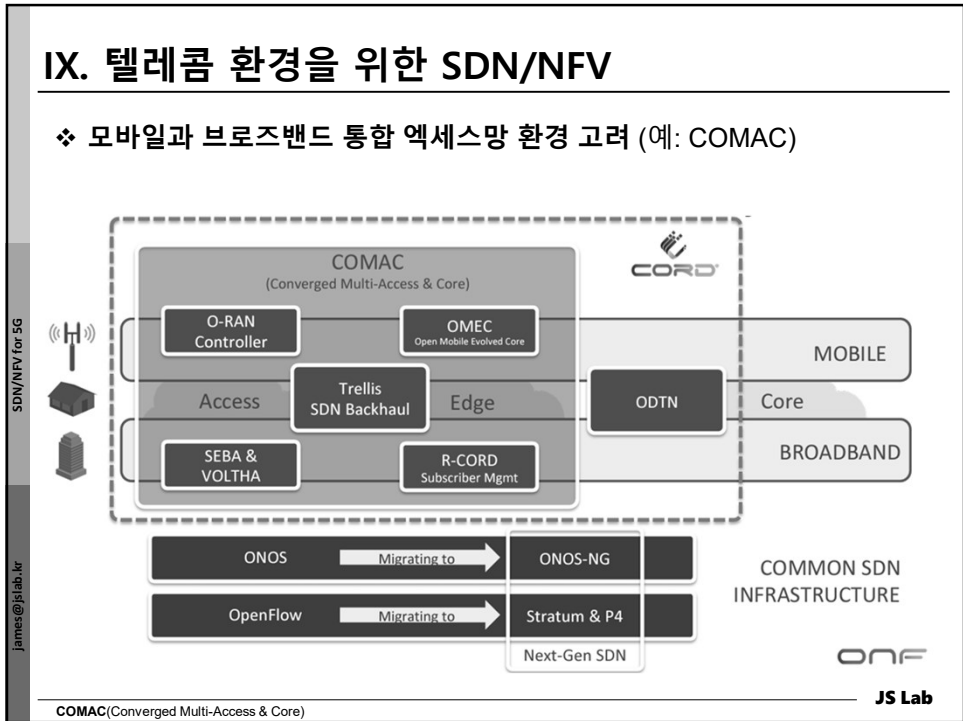 IX. 텔레콤 환경을 위한 SDN/NFV
❖ 모바일과 브로즈밴드 통합 엑세스망 환경 고려 (예: COMAC)
SDN/NFV for 5G
james@jslab.kr
CORD
COMAC
(Converged Multi-Access & Core)
O-RAN
Controller
OMEC
Open Mobile Evolved Core
MOBILE
Access
Trellis
SDN Backhaul
Edge
ODTN
Core
SEBA &
VOLTHA
R-CORD
Subscriber Mgmt
BROADBAND
ONOS
Migrating to
ONOS-NG
OpenFlow
Migrating to
Stratum & P4
Next-Gen SDN
COMMON SDN
INFRASTRUCTURE
ONF
COMAC(Converged Multi-Access & Core)
JS Lab